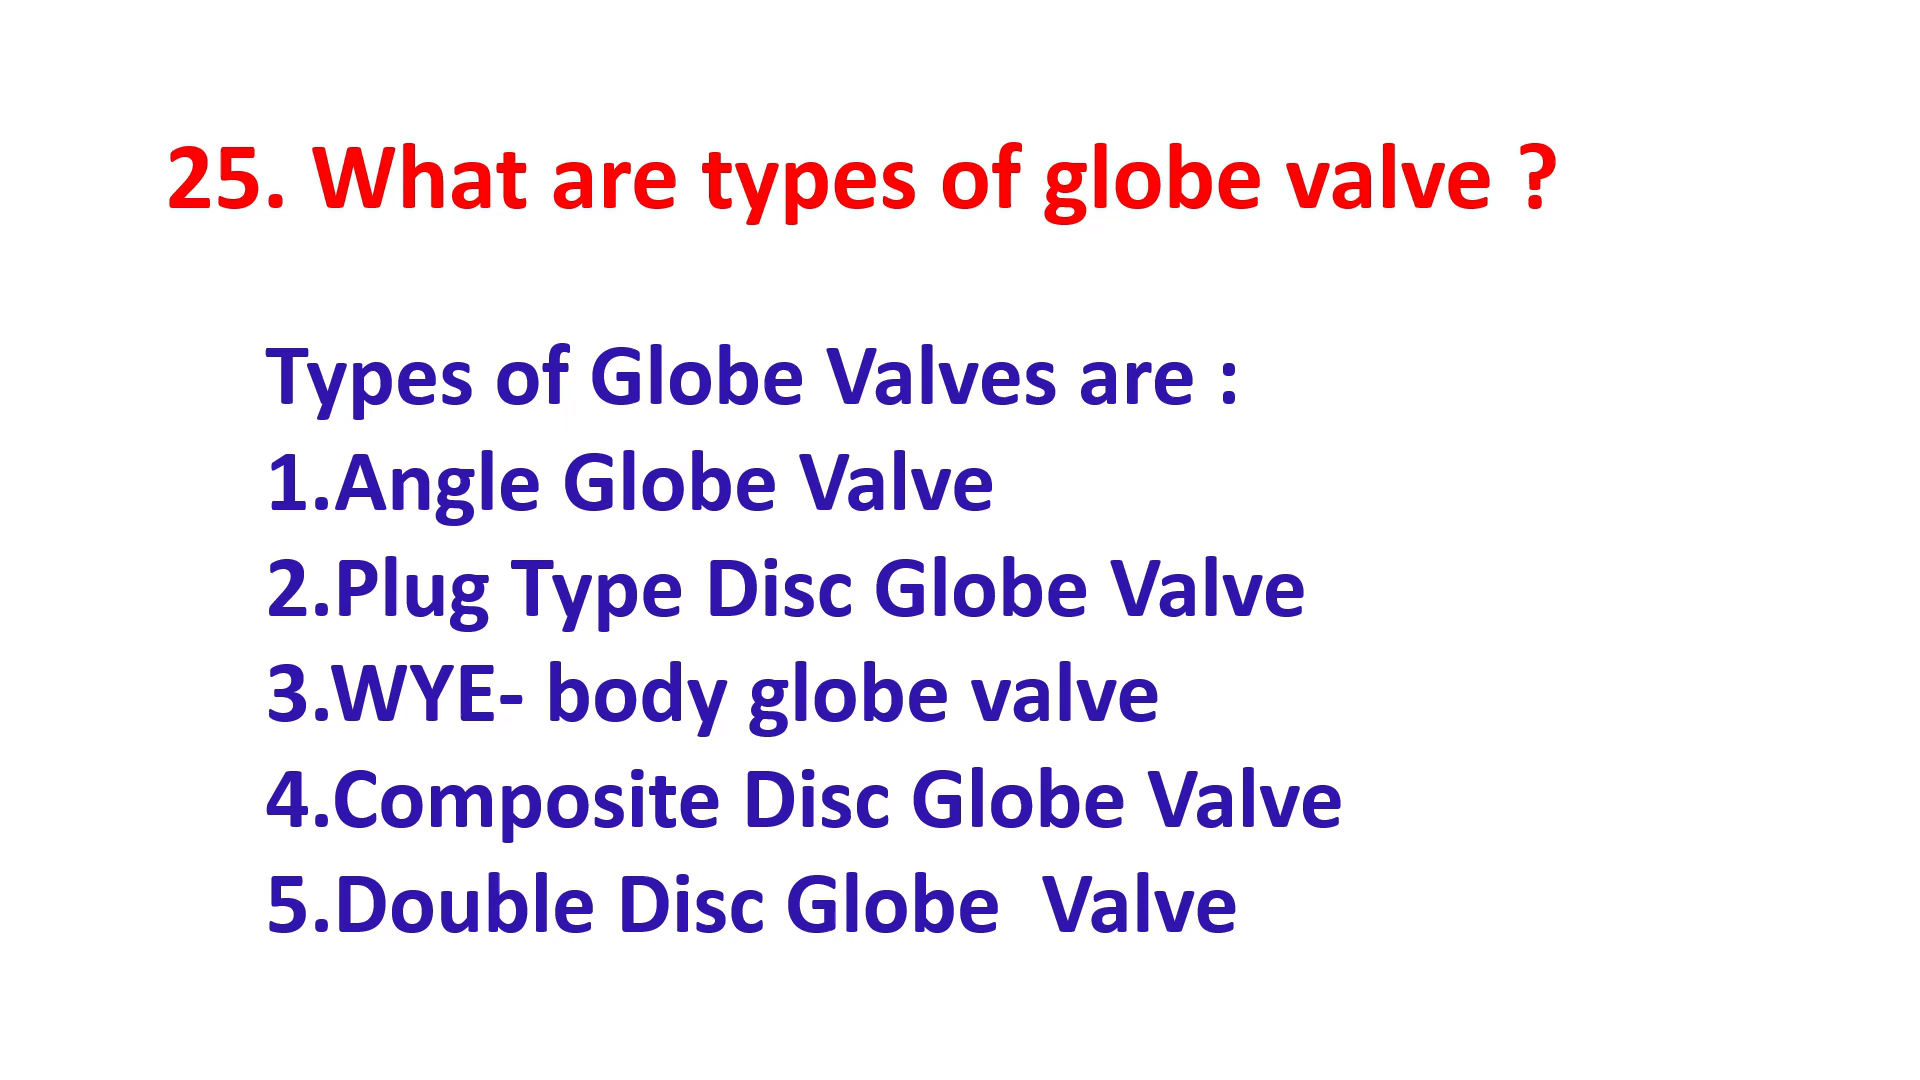 25. What are types of globe valve ?
Types of Globe Valves are :
1.Angle Globe Valve
2.Plug Type Disc Globe Valve
3.WYE- body globe valve
4.Composite Disc Globe Valve
5.Double Disc Globe  Valve